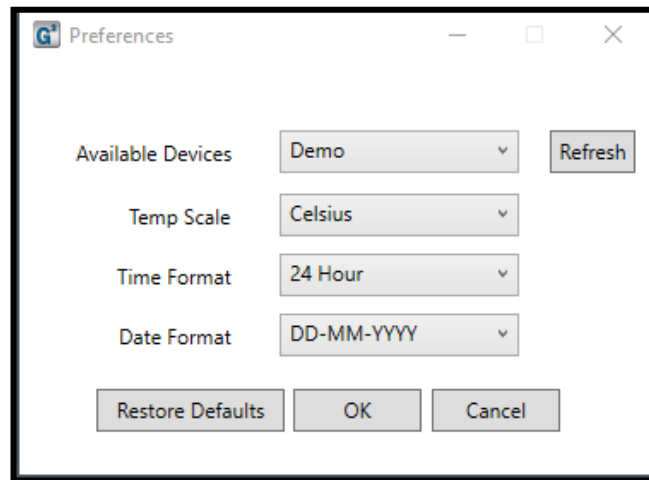 G³ Preferences
Available Devices Demo Refresh
Temp Scale Celsius
Time Format 24 Hour
Date Format DD-MM-YYYY
Restore Defaults OK Cancel